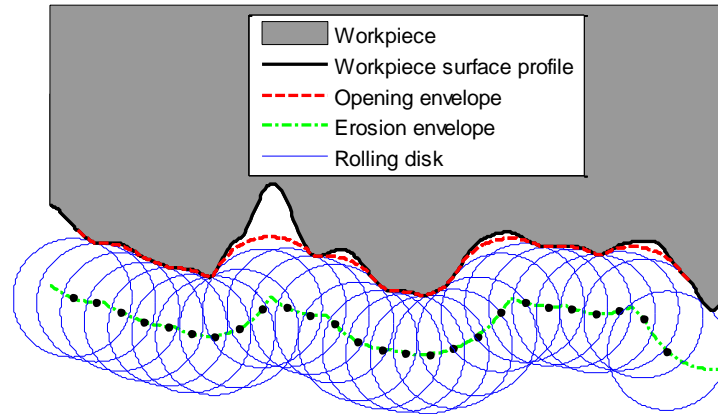 Workpiece
Workpiece surface profile
Opening envelope
Erosion envelope
Rolling disk